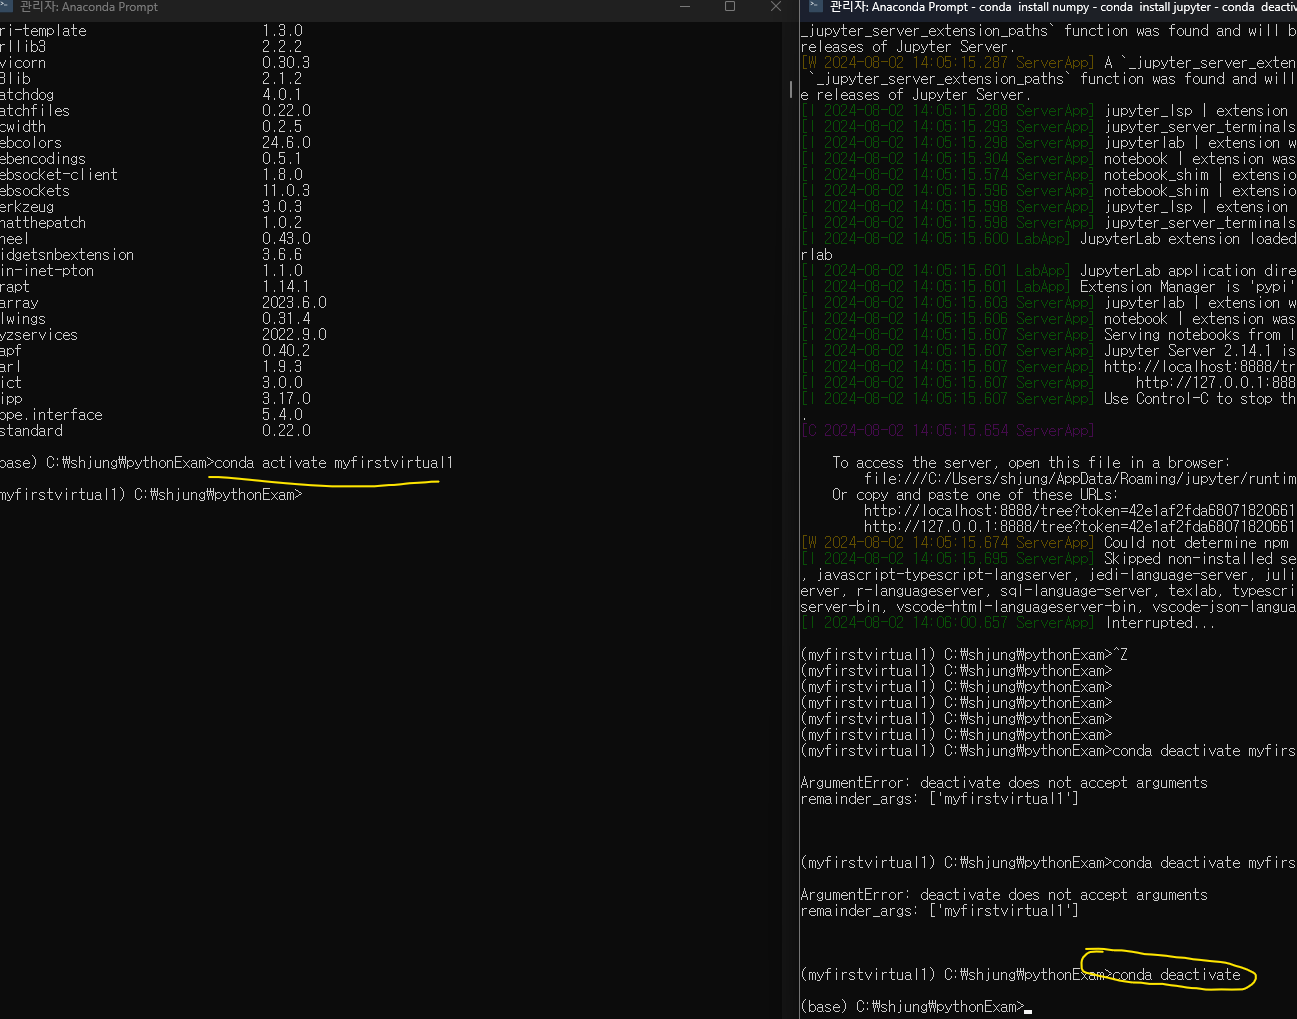 관리자: Anaconda Prompt
ri-template 1.3.0
rllib3 2.2.2
vicorn 0.30.3
8lib 2.1.2
atchdog 4.0.1
atchfiles 0.22.0
cwidth 0.2.5
ebcolors 24.6.0
ebencodings 0.5.1
ebsocket-client 1.8.0
ebsockets 11.0.3
erkzeug 3.0.3
hatthepatch 1.0.2
heel 0.43.0
idgetsnbextension 3.6.6
in-inet-pton 1.1.0
rapt 1.14.1
array 2023.6.0
lwings 0.31.4
yzservices 2022.9.0
apf 0.40.2
arl 1.9.3
ict 3.0.0
ipp 3.17.0
ope.interface 5.4.0
standard 0.22.0
base) C:₩shjung₩pythonExam>conda activate myfirstvirtual1
myfirstvirtual1) C:₩shjung₩pythonExam>
관리자: Anaconda Prompt - conda install numpy - conda install jupyter - conda deactiv
_jupyter_server_extension_paths` function was found and will b
releases of Jupyter Server.
[W 2024-08-02 14:05:15.287 ServerApp] A `_jupyter_server_exten
`_jupyter_server_extension_paths` function was found and will
e releases of Jupyter Server.
[I 2024-08-02 14:05:15.288 ServerApp] jupyter_lsp | extension
[I 2024-08-02 14:05:15.293 ServerApp] jupyter_server_terminals
[I 2024-08-02 14:05:15.298 ServerApp] jupyterlab | extension w
[I 2024-08-02 14:05:15.304 ServerApp] notebook | extension was
[I 2024-08-02 14:05:15.574 ServerApp] notebook_shim | extensio
[I 2024-08-02 14:05:15.596 ServerApp] notebook_shim | extensio
[I 2024-08-02 14:05:15.598 ServerApp] jupyter_lsp | extension
[I 2024-08-02 14:05:15.598 ServerApp] jupyter_server_terminals
[I 2024-08-02 14:05:15.600 LabApp] JupyterLab extension loaded
rlab
[I 2024-08-02 14:05:15.601 LabApp] JupyterLab application dire
[I 2024-08-02 14:05:15.601 LabApp] Extension Manager is 'pypi'
[I 2024-08-02 14:05:15.603 ServerApp] jupyterlab | extension w
[I 2024-08-02 14:05:15.606 ServerApp] notebook | extension was
[I 2024-08-02 14:05:15.607 ServerApp] Serving notebooks from l
[I 2024-08-02 14:05:15.607 ServerApp] Jupyter Server 2.14.1 is
[I 2024-08-02 14:05:15.607 ServerApp] http://localhost:8888/tr
[I 2024-08-02 14:05:15.607 ServerApp] http://127.0.0.1:888
[I 2024-08-02 14:05:15.607 ServerApp] Use Control-C to stop th
.
[C 2024-08-02 14:05:15.654 ServerApp]
To access the server, open this file in a browser:
file:///C:/Users/shjung/AppData/Roaming/jupyter/runtim
Or copy and paste one of these URLs:
http://localhost:8888/tree?token=42e1af2fda68071820661
http://127.0.0.1:8888/tree?token=42e1af2fda68071820661
[W 2024-08-02 14:05:15.674 ServerApp] Could not determine npm
[I 2024-08-02 14:05:15.695 ServerApp] Skipped non-installed se
, javascript-typescript-langserver, jedi-language-server, juli
erver, r-languageserver, sql-language-server, texlab, typescri
server-bin, vscode-html-languageserver-bin, vscode-json-langua
[I 2024-08-02 14:06:00.657 ServerApp] Interrupted...
(myfirstvirtual1) C:₩shjung₩pythonExam>^Z
(myfirstvirtual1) C:₩shjung₩pythonExam>
(myfirstvirtual1) C:₩shjung₩pythonExam>
(myfirstvirtual1) C:₩shjung₩pythonExam>
(myfirstvirtual1) C:₩shjung₩pythonExam>
(myfirstvirtual1) C:₩shjung₩pythonExam>
(myfirstvirtual1) C:₩shjung₩pythonExam>conda deactivate myfirs
ArgumentError: deactivate does not accept arguments
remainder_args: ['myfirstvirtual1']
(myfirstvirtual1) C:₩shjung₩pythonExam>conda deactivate myfirs
ArgumentError: deactivate does not accept arguments
remainder_args: ['myfirstvirtual1']
(myfirstvirtual1) C:₩shjung₩pythonExam>conda deactivate
(base) C:₩shjung₩pythonExam>